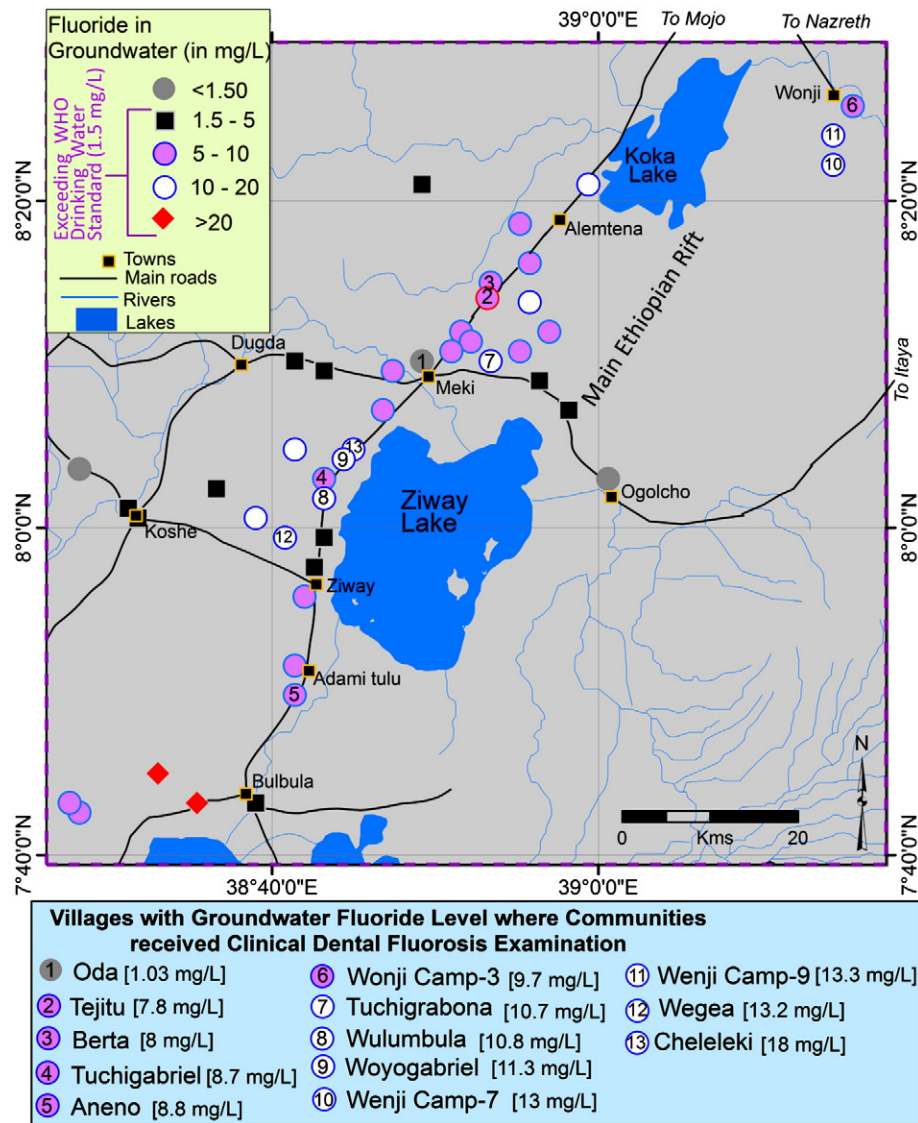 Fluoride in
Groundwater (in mg/L)
<1.50
1.5 - 5
5 - 10
10 - 20
>20
Exceeding WHO
Drinking Water
Standard (1.5 mg/L)
Towns
Main roads
Rivers
Lakes
39°0'0"E
To Mojo
To Nazreth
Wonji
6
11
10
Koka
Lake
8°20'0"N
8°20'0"N
Alemtena
3
2
Main Ethiopian Rift
To Itaya
Dugda
1
7
Meki
13
9
4
8
12
Ziway
Lake
Ogolcho
Koshe
8°0'0"N
8°0'0"N
Ziway
Adami tulu
5
Bulbula
N
0 Kms 20
7°40'0"N
7°40'0"N
38°40'0"E
39°0'0"E
Villages with Groundwater Fluoride Level where Communities
received Clinical Dental Fluorosis Examination
1 Oda [1.03 mg/L]
2 Tejitu [7.8 mg/L]
3 Berta [8 mg/L]
4 Tuchigabriel [8.7 mg/L]
5 Aneno [8.8 mg/L]
6 Wonji Camp-3 [9.7 mg/L]
7 Tuchigrabona [10.7 mg/L]
8 Wulumbula [10.8 mg/L]
9 Woyogabriel [11.3 mg/L]
10 Wenji Camp-7 [13 mg/L]
11 Wenji Camp-9 [13.3 mg/L]
12 Wegea [13.2 mg/L]
13 Cheleleki [18 mg/L]